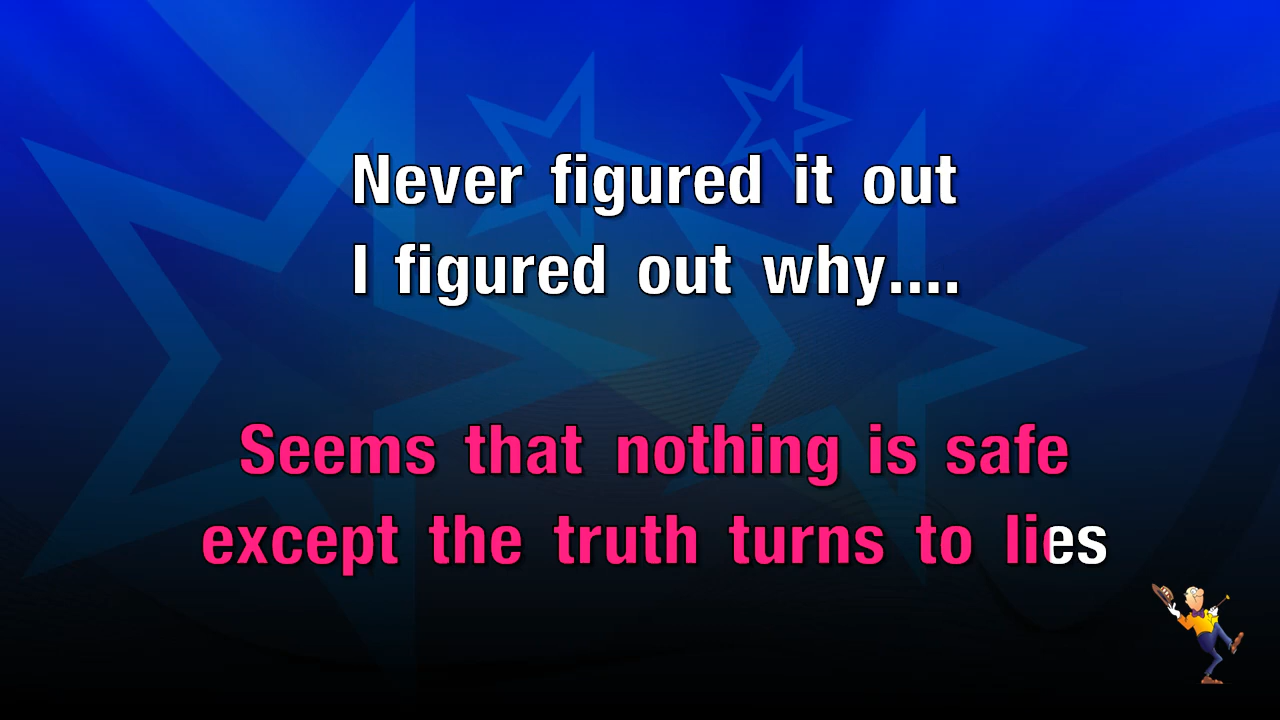 Never figured it out
I figured out why....
Seems that nothing is safe
except the truth turns to lies